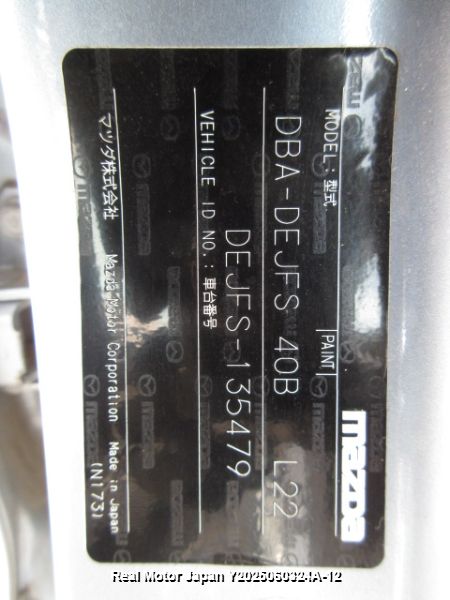 mazda
MODEL:型式 PAINT
DBA-DEJFS 40B L-22
VEHICLE ID NO.:車台番号
DEJFS-135479
マツダ株式会社 Mazda Motor Corporation Made in Japan
(N173)
Real Motor Japan Y2025050324A-12